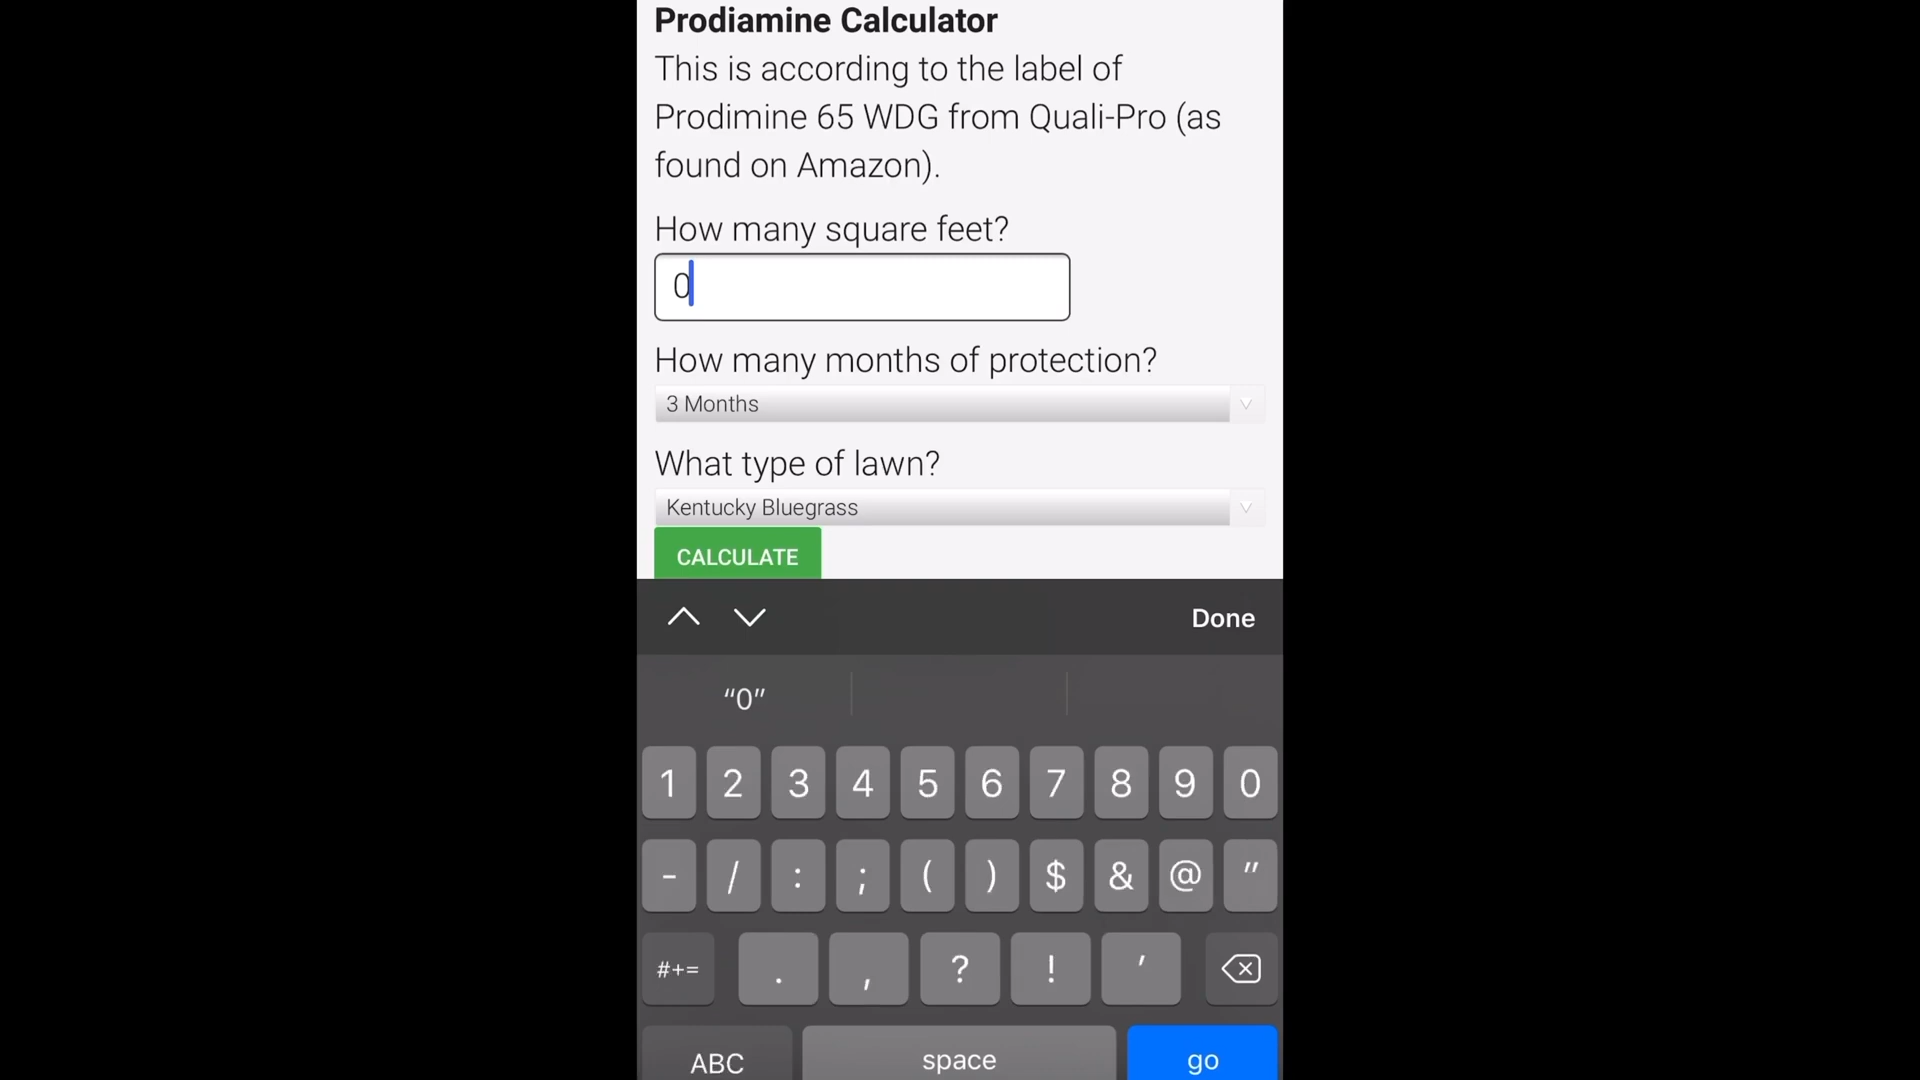 Prodiamine Calculator
This is according to the label of
Prodimine 65 WDG from Quali-Pro (as
found on Amazon).
How many square feet?
0
How many months of protection?
3 Months
What type of lawn?
Kentucky Bluegrass
CALCULATE
Done
“0”
1 2 3 4 5 6 7 8 9 0
- / : ; ( ) $ & @ "
#+= . , ? ! '
ABC space go